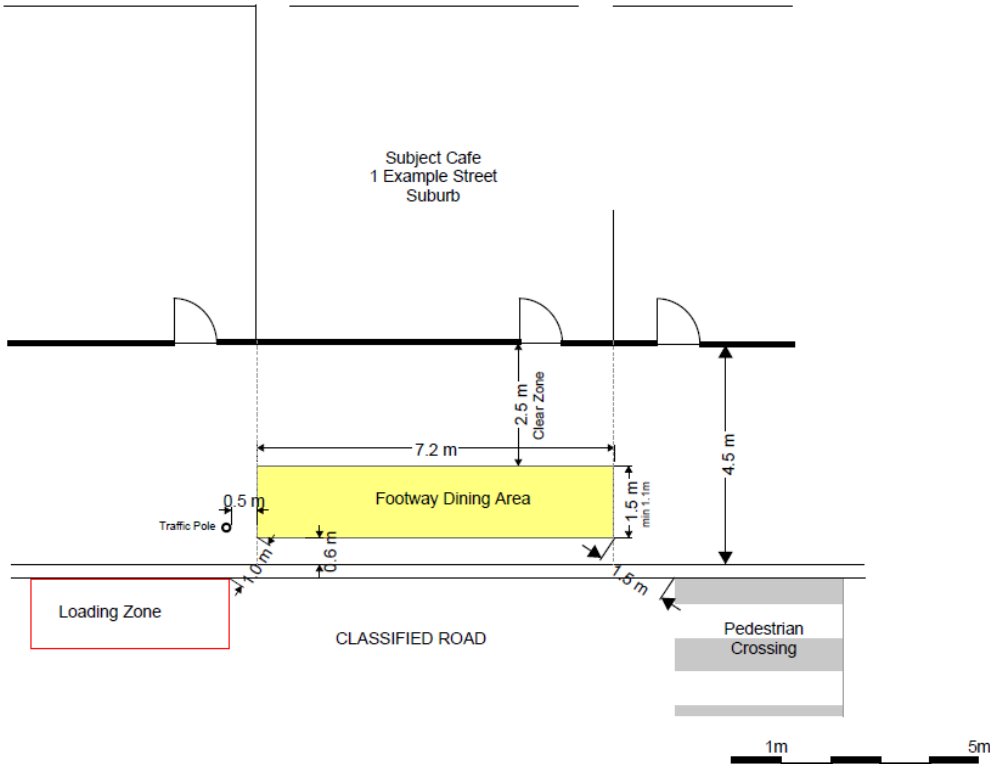 Subject Cafe
1 Example Street
Suburb
2.5 m
Clear Zone
7.2 m
4.5 m
Footway Dining Area
1.5 m
min 1.1m
0.5 m
Traffic Pole
1.0 m
0.6 m
1.5 m
Loading Zone
CLASSIFIED ROAD
Pedestrian
Crossing
1m
5m